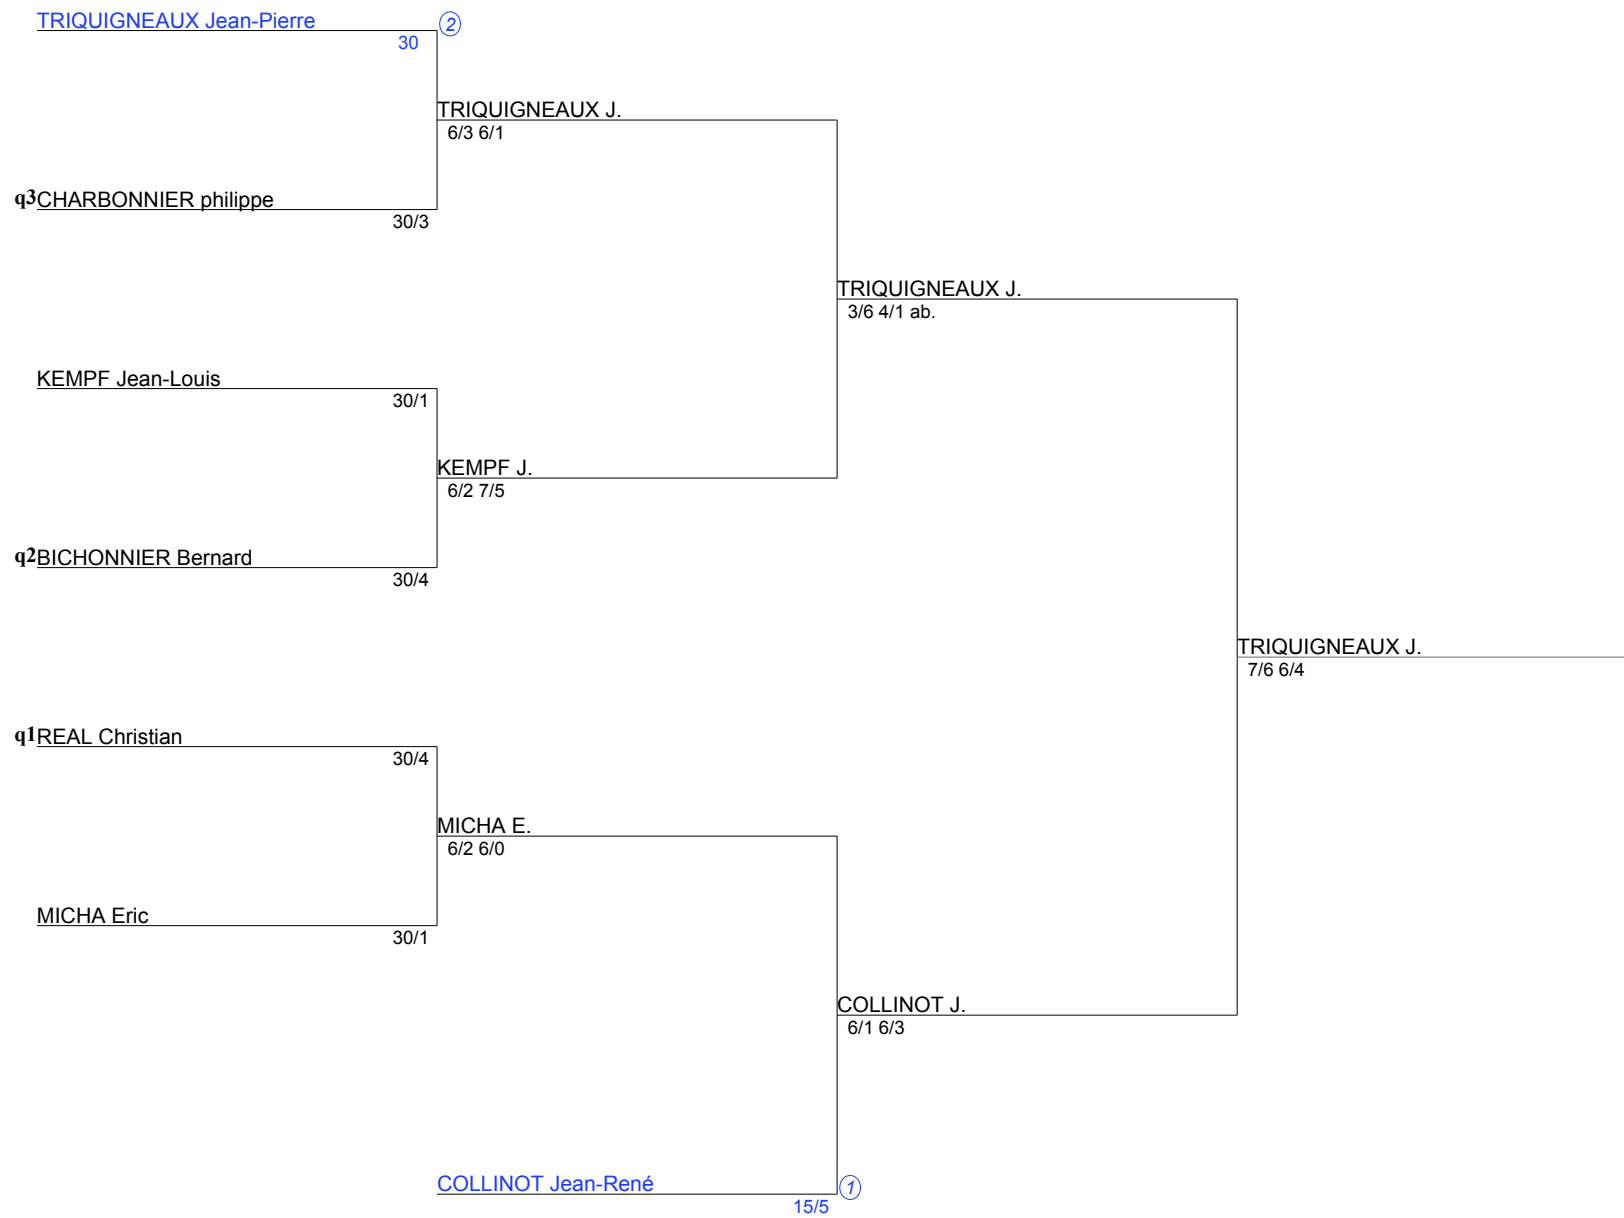 TRIQUIGNEAUX Jean-Pierre
2
30
TRIQUIGNEAUX J.
6/3 6/1
q3CHARBONNIER philippe
30/3
TRIQUIGNEAUX J.
3/6 4/1 ab.
KEMPF Jean-Louis
30/1
KEMPF J.
6/2 7/5
q2BICHONNIER Bernard
30/4
TRIQUIGNEAUX J.
7/6 6/4
q1REAL Christian
30/4
MICHA E.
6/2 6/0
MICHA Eric
30/1
COLLINOT J.
6/1 6/3
COLLINOT Jean-René
1
15/5